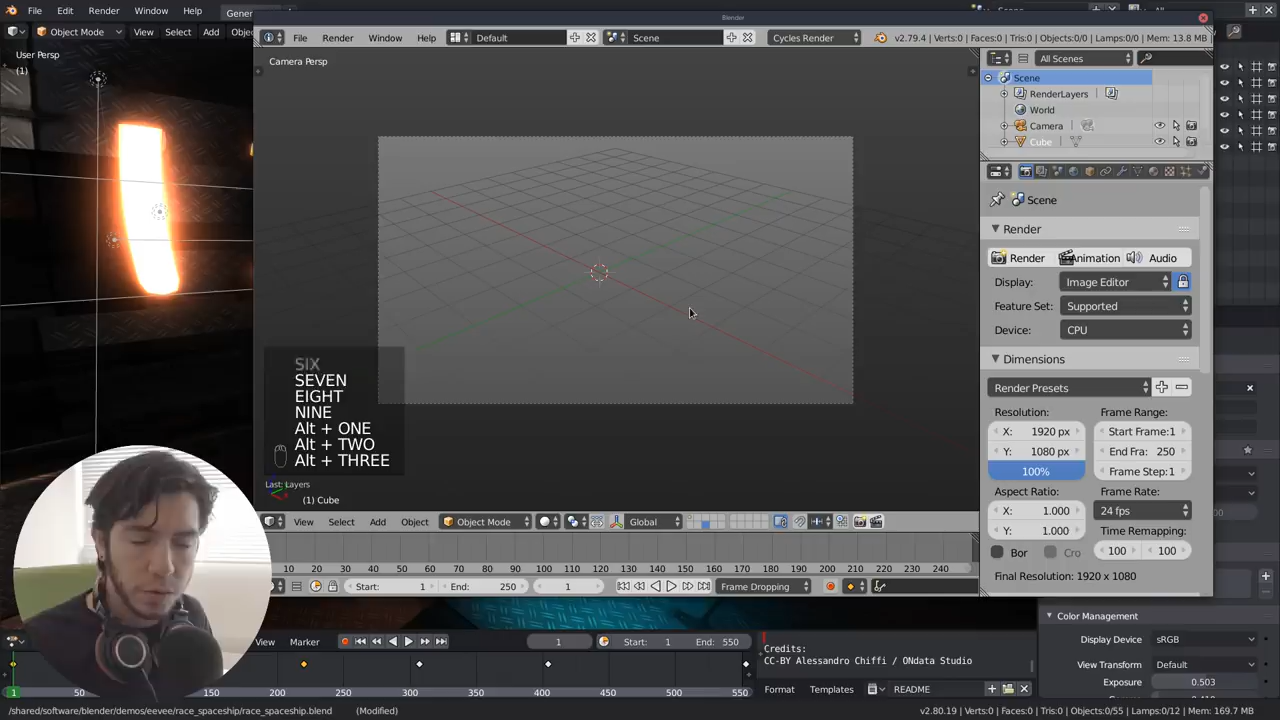 File Edit Render Window Help Gener
Blender
File Render Window Help Default Scene Cycles Render v2.79.4 | Verts:0 | Faces:0 | Tris:0 | Objects:0/0 | Lamps:0/0 | Mem: 13.8 MB
Object Mode View Select Add Obje
User Persp
(1)
Camera Persp
All Scenes
Scene
RenderLayers
World
Camera
Cube
Scene
Render
Render Animation Audio
Display: Image Editor
Feature Set: Supported
Device: CPU
Dimensions
Render Presets
Resolution: Frame Range:
X: 1920 px Start Frame:1
Y: 1080 px End Fra: 250
100% Frame Step:1
Aspect Ratio: Frame Rate:
X: 1.000 24 fps
Y: 1.000 Time Remapping:
Bor Cro 100 100
Final Resolution: 1920 x 1080
SIX
SEVEN
EIGHT
NINE
Alt + ONE
Alt + TWO
Alt + THREE
Last: Layers
(1) Cube
View Select Add Object Object Mode Global
10 20 30 40 50 60 70 80 90 100 110 120 130 140 150 160 170 180 190 200 210 220 230 240
Start: 1 End: 250 1 Frame Dropping
View Marker 1 Start: 1 End: 550
1 50 150 200 250 300 350 400 450 500 550
Credits:
CC-BY Alessandro Chiffi / ONdata Studio
Format Templates README
Color Management
Display Device sRGB
View Transform Default
Exposure 0.503
/shared/software/blender/demos/eevee/race_spaceship/race_spaceship.blend (Modified)
v2.80.19 | Verts:0 | Faces:0 | Tris:0 | Objects:0/55 | Lamps:0/12 | Mem: 169.7 MB